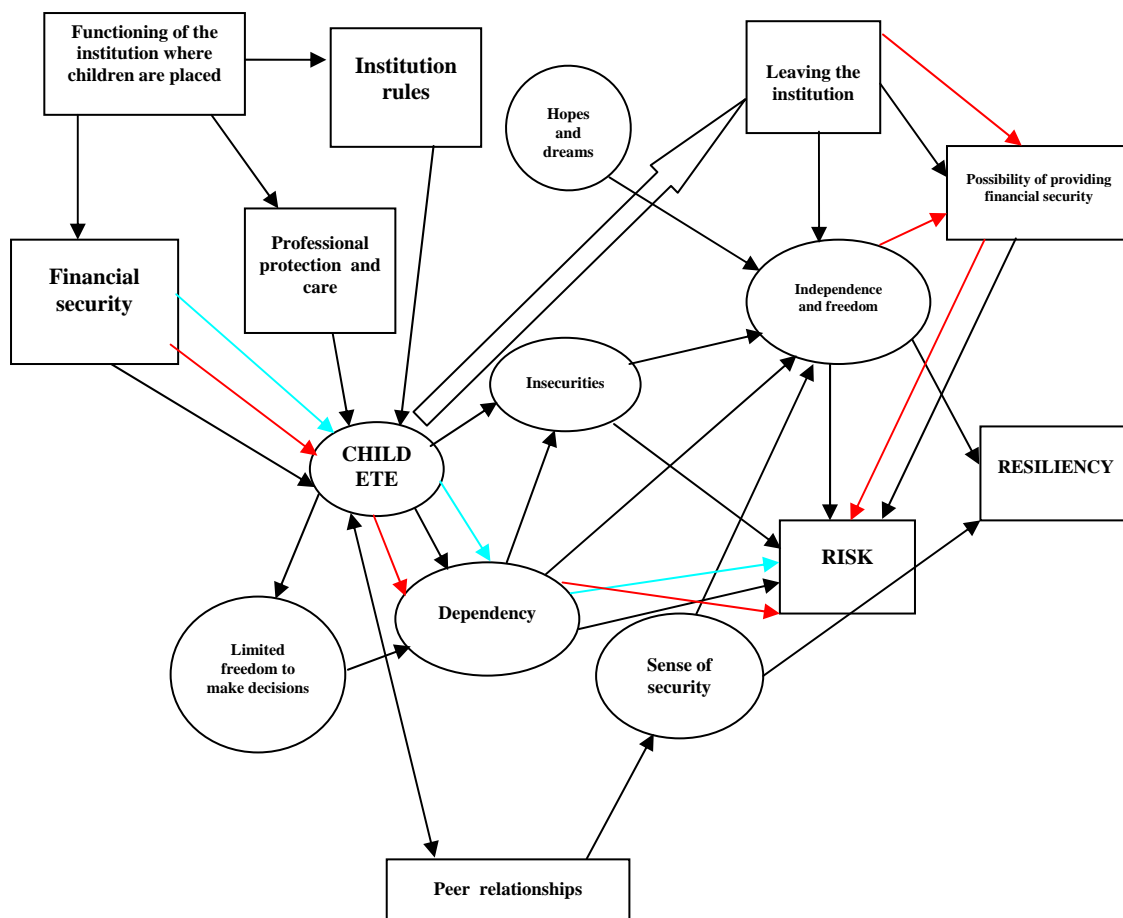 Functioning of the
institution where
children are placed
Institution
rules
Leaving the
institution
Hopes
and
dreams
Possibility of providing
financial security
Professional
protection and
care
Financial
security
Independence
and freedom
Insecurities
CHILD
ETE
RESILIENCY
RISK
Dependency
Limited
freedom to
make decisions
Sense of
security
Peer relationships